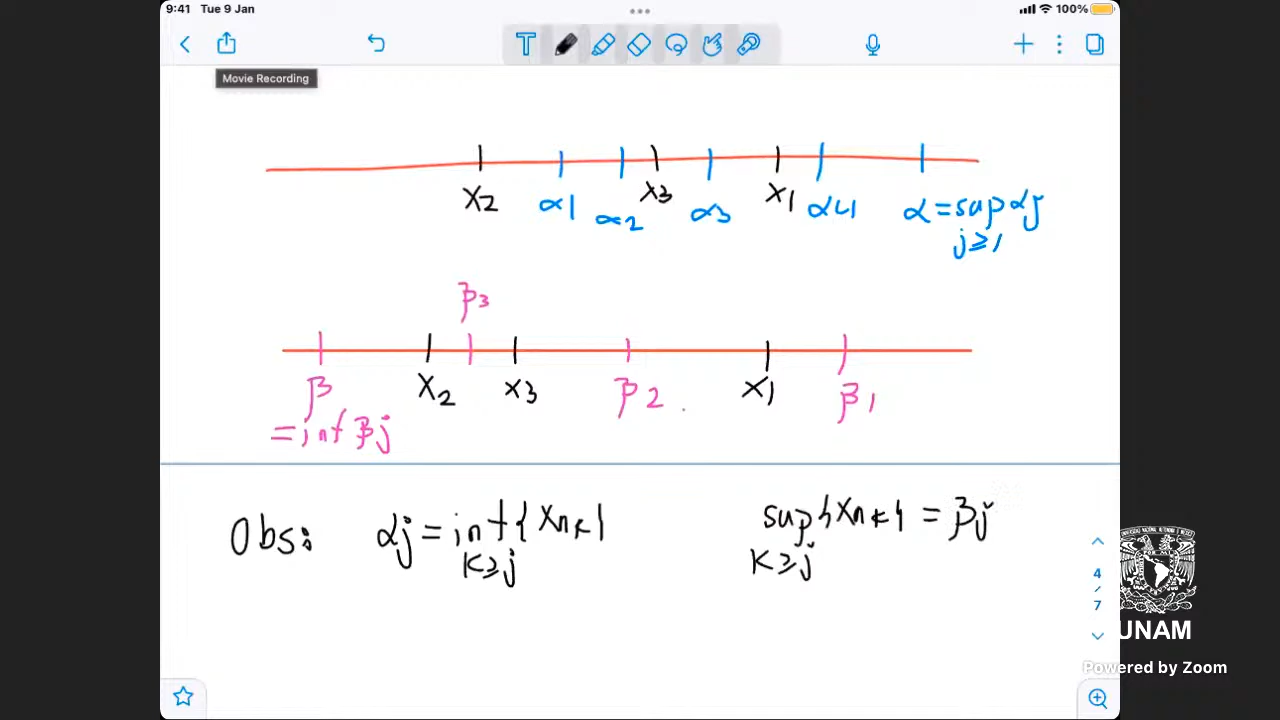 9:41 Tue 9 Jan 100%
T
Movie Recording
x2 α1 α2 x3 α3 x1 α4 α = sup αj
j ≥ 1
β3
β x2 x3 β2 x1 β1
= inf βj
Obs: αj = inf { xnk } sup { xnk } = βj
k ≥ j k ≥ j
4
/
7
UNAM
Powered by Zoom